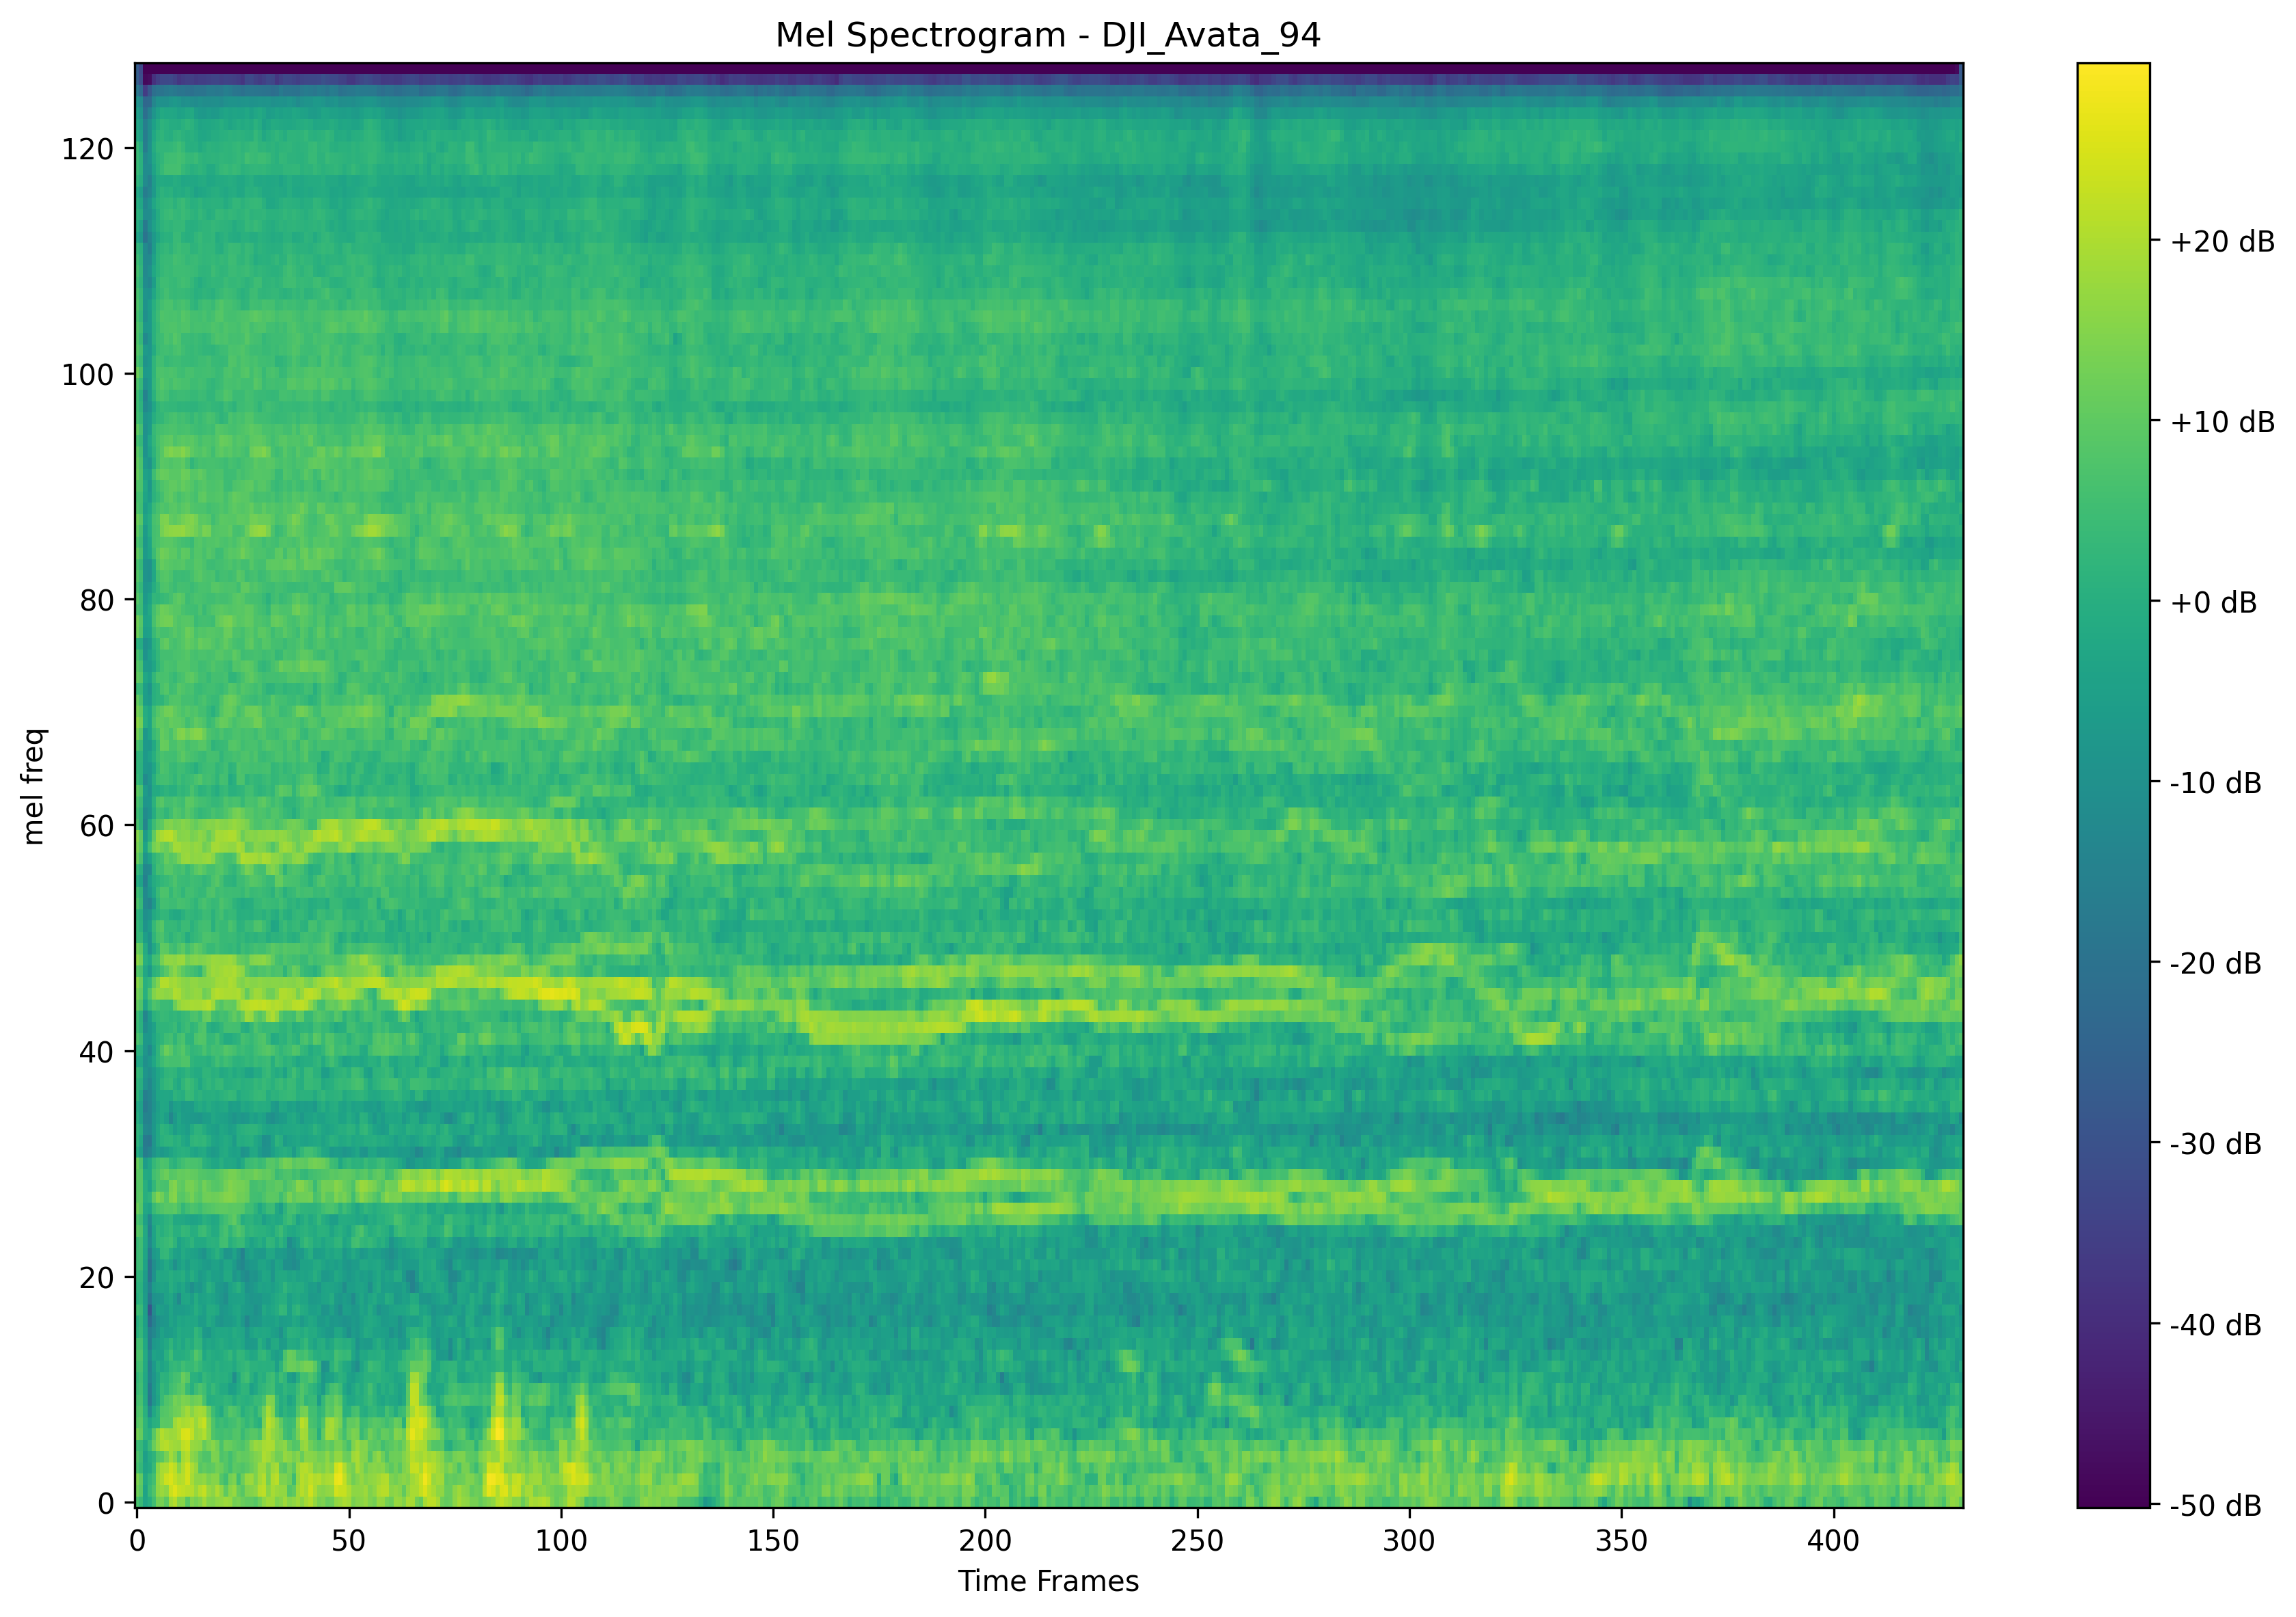 Mel Spectrogram - DJI_Avata_94
mel freq
120
100
80
60
40
20
0
0 50 100 150 200 250 300 350 400
Time Frames
+20 dB
+10 dB
+0 dB
-10 dB
-20 dB
-30 dB
-40 dB
-50 dB